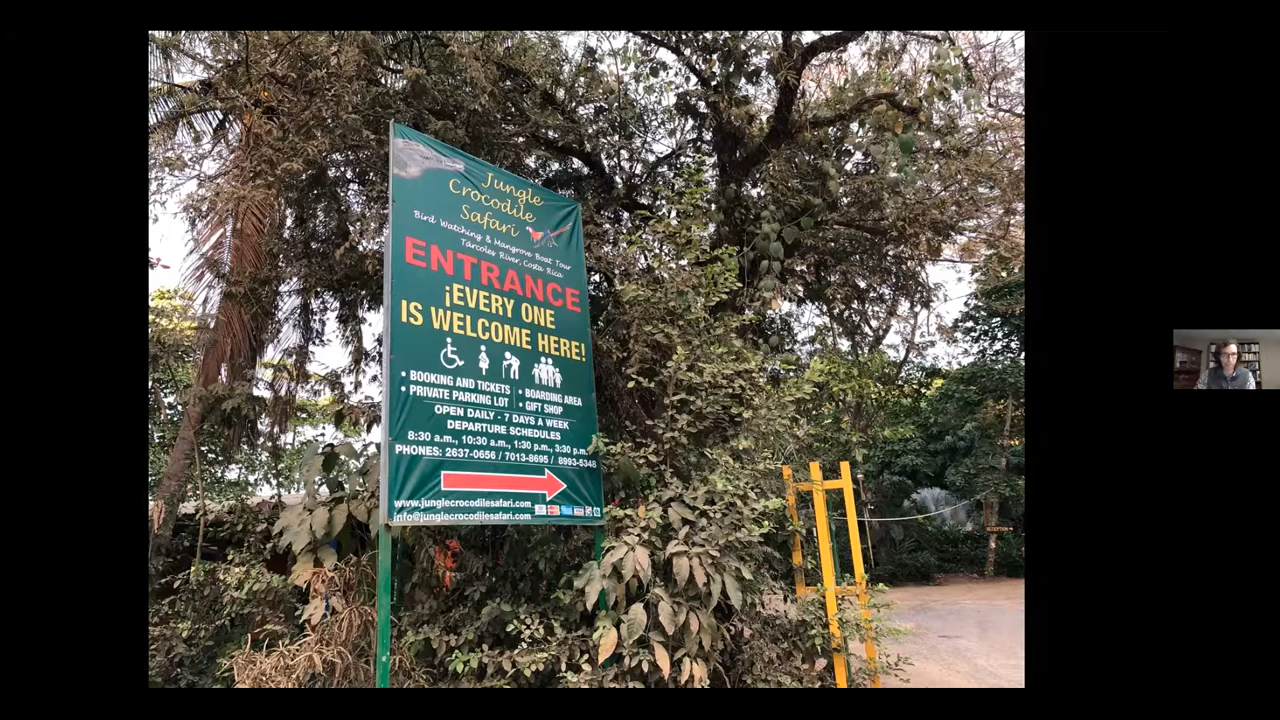 Jungle
Crocodile
Safari
Bird Watching & Mangrove Boat Tour
Tárcoles River, Costa Rica
ENTRANCE
¡EVERY ONE
IS WELCOME HERE!
• BOOKING AND TICKETS
• PRIVATE PARKING LOT
• BOARDING AREA
• GIFT SHOP
OPEN DAILY - 7 DAYS A WEEK
DEPARTURE SCHEDULES
8:30 a.m., 10:30 a.m., 1:30 p.m., 3:30 p.m.
PHONES: 2637-0656 / 7013-8695 / 8993-5348
www.junglecrocodilesafari.com
info@junglecrocodilesafari.com
RECEPTION